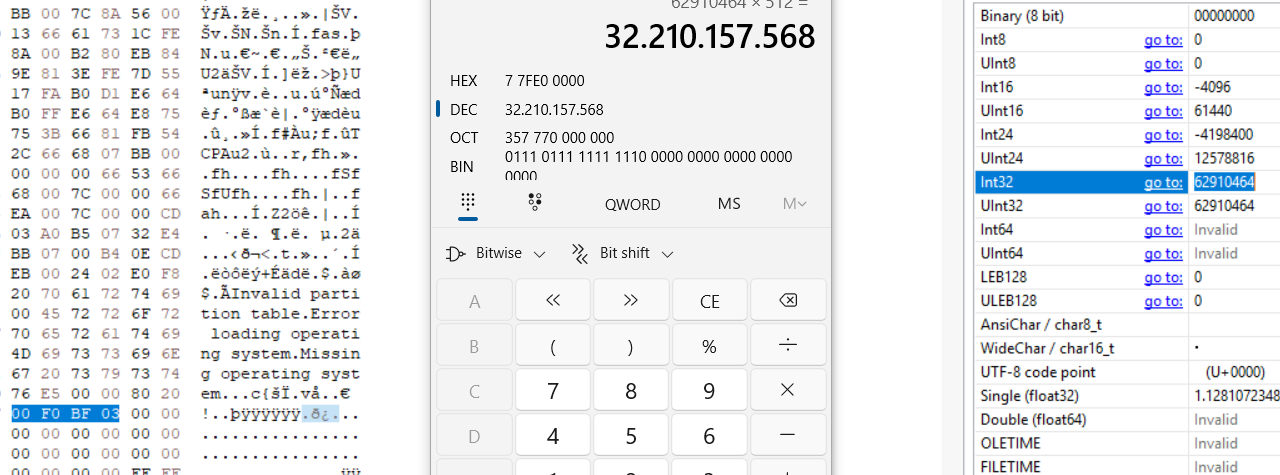 BB 00 7C 8A 56 00
13 66 61 73 1C FE
8A 00 B2 80 EB 84
9E 81 3E FE 7D 55
17 FA B0 D1 E6 64
B0 FF E6 64 E8 75
75 3B 66 81 FB 54
2C 66 68 07 BB 00
00 00 00 66 53 66
68 00 7C 00 00 66
EA 00 7C 00 00 CD
03 A0 B5 07 32 E4
BB 07 00 B4 0E CD
EB 00 24 02 E0 F8
20 70 61 72 74 69
00 45 72 72 6F 72
70 65 72 61 74 69
4D 69 73 73 69 6E
67 20 73 79 73 74
76 E5 00 00 80 20
00 F0 BF 03 00 00
00 00 00 00 00 00
00 00 00 00 00 00
00 00 00 00 FF FF
ŸƒÄ.žë.¸..».|ŠV.
Šv.ŠN.Šn.Í.fas.þ
N.u.€~.€.„Š.²€ë„
U2äŠV.Í.]ëž.>þ}U
ªunÿv.è..u.ú°Ñæd
èƒ.°ßæ`è|.°ÿædèu
.û¸.»Í.f#Àu;f.ûT
CPAu2.ù..r,fh.».
.fh....fh....fSf
SfUfh....fh.|..f
ah...Í.Z2öê.|..Í
. ·.ë. ¶.ë. µ.2ä
...‹ð¬<.t.»..´.Í
.ëòôëý+Éädë.$.àø
$.ÃInvalid parti
tion table.Error
loading operati
ng system.Missin
g operating syst
em...c{šÏ.vå..€
!..þÿÿÿÿÿÿ.ð¿...
................
................
ÿÿ
62910464 × 512 =
32.210.157.568
HEX 7 7FE0 0000
DEC 32.210.157.568
OCT 357 770 000 000
BIN 0111 0111 1111 1110 0000 0000 0000 0000
0000
QWORD MS M
Bitwise Bit shift
A << >> CE
B ( ) % ÷
C 7 8 9 ×
D 4 5 6 −
Binary (8 bit) 00000000
Int8 go to: 0
UInt8 go to: 0
Int16 go to: -4096
UInt16 go to: 61440
Int24 go to: -4198400
UInt24 go to: 12578816
Int32 go to: 62910464
UInt32 go to: 62910464
Int64 go to: Invalid
UInt64 go to: Invalid
LEB128 go to: 0
ULEB128 go to: 0
AnsiChar / char8_t
WideChar / char16_t
UTF-8 code point (U+0000)
Single (float32) 1.1281072348
Double (float64) Invalid
OLETIME Invalid
FILETIME Invalid